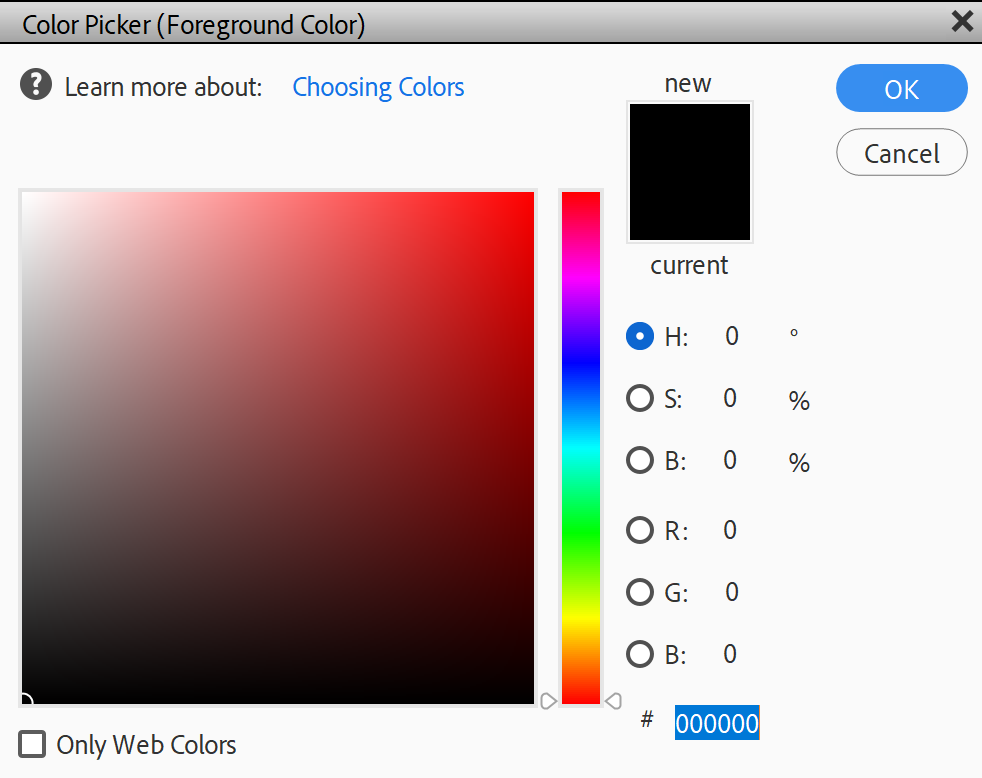 Color Picker (Foreground Color)
? Learn more about: Choosing Colors
new
OK
Cancel
current
H: 0 °
S: 0 %
B: 0 %
R: 0
G: 0
B: 0
# 000000
Only Web Colors